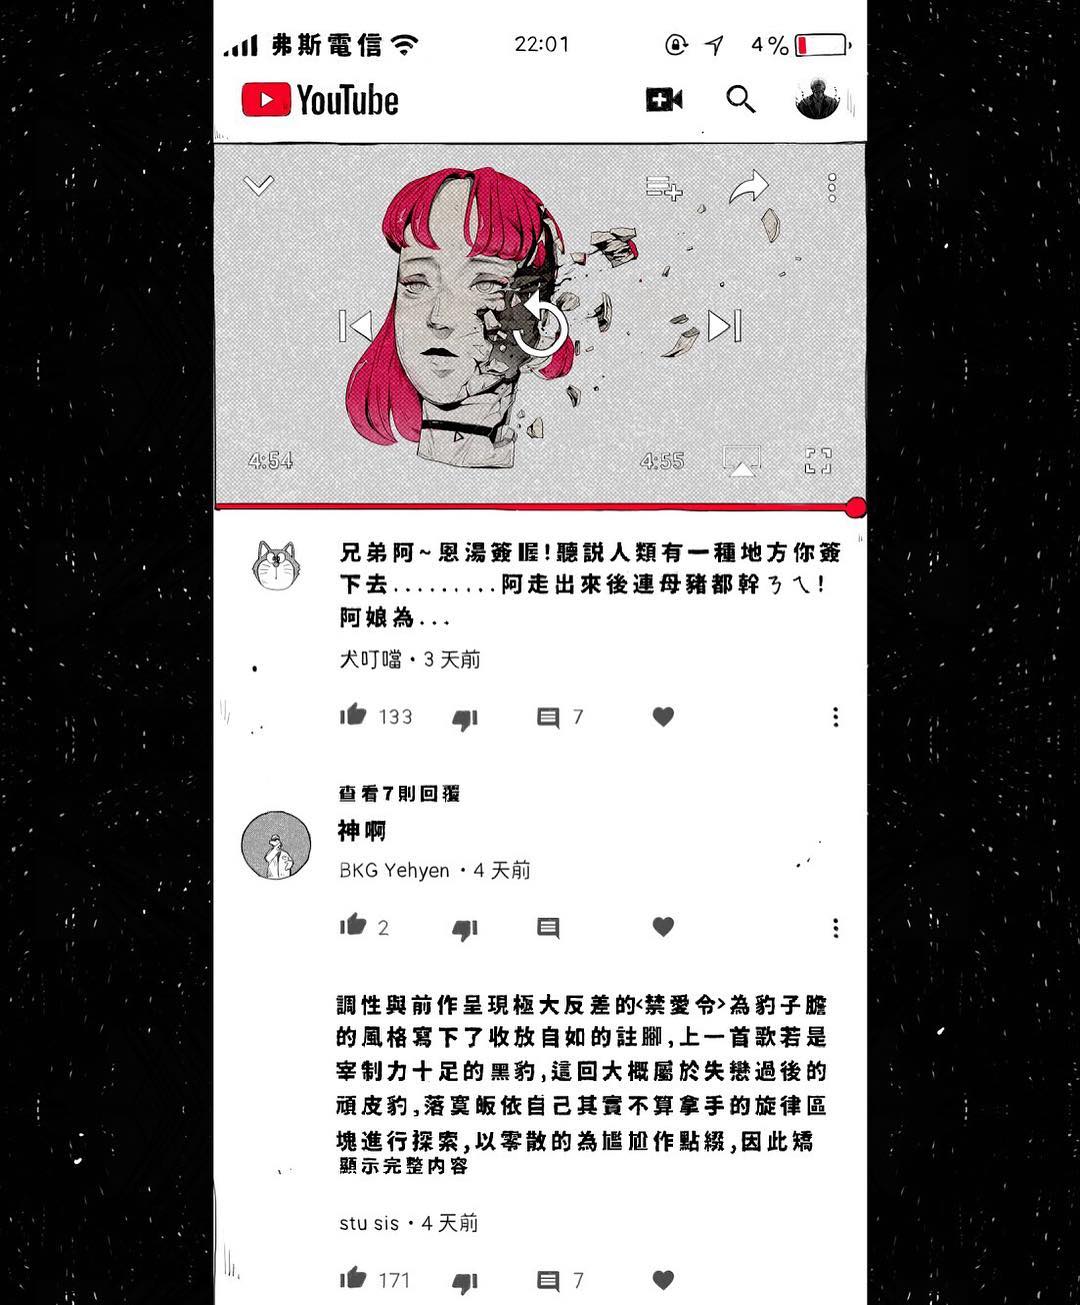 弗斯電信
22:01
4%
YouTube
4:54
4:55
兄弟阿~恩湯簽喔!聽説人類有一種地方你簽
下去.........阿走出來後連母豬都幹ㄋㄟ!
阿娘為...
犬叮噹・3 天前
133
7
查看7則回覆
神啊
BKG Yehyen・4 天前
2
調性與前作呈現極大反差的<禁愛令>為豹子膽
的風格寫下了收放自如的註腳,上一首歌若是
宰制力十足的黑豹,這回大概屬於失戀過後的
頑皮豹,落寞皈依自己其實不算拿手的旋律區
塊進行探索,以零散的為尷尬作點綴,因此矯
顯示完整内容
stu sis・4 天前
171
7